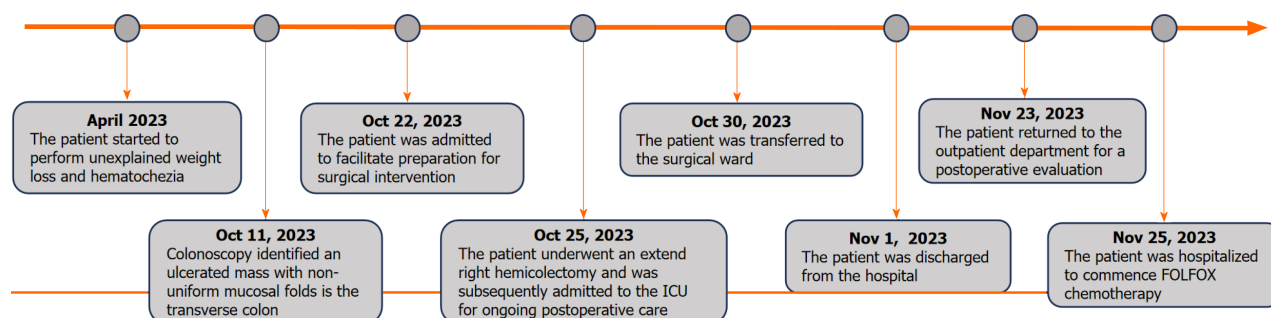 April 2023
The patient started to
perform unexplained weight
loss and hematochezia
Oct 11, 2023
Colonoscopy identified an
ulcerated mass with non-
uniform mucosal folds is the
transverse colon
Oct 22, 2023
The patient was admitted
to facilitate preparation for
surgical intervention
Oct 25, 2023
The patient underwent an extend
right hemicolectomy and was
subsequently admitted to the ICU
for ongoing postoperative care
Oct 30, 2023
The patient was transferred to
the surgical ward
Nov 1, 2023
The patient was discharged
from the hospital
Nov 23, 2023
The patient returned to the
outpatient department for a
postoperative evaluation
Nov 25, 2023
The patient was hospitalized
to commence FOLFOX
chemotherapy